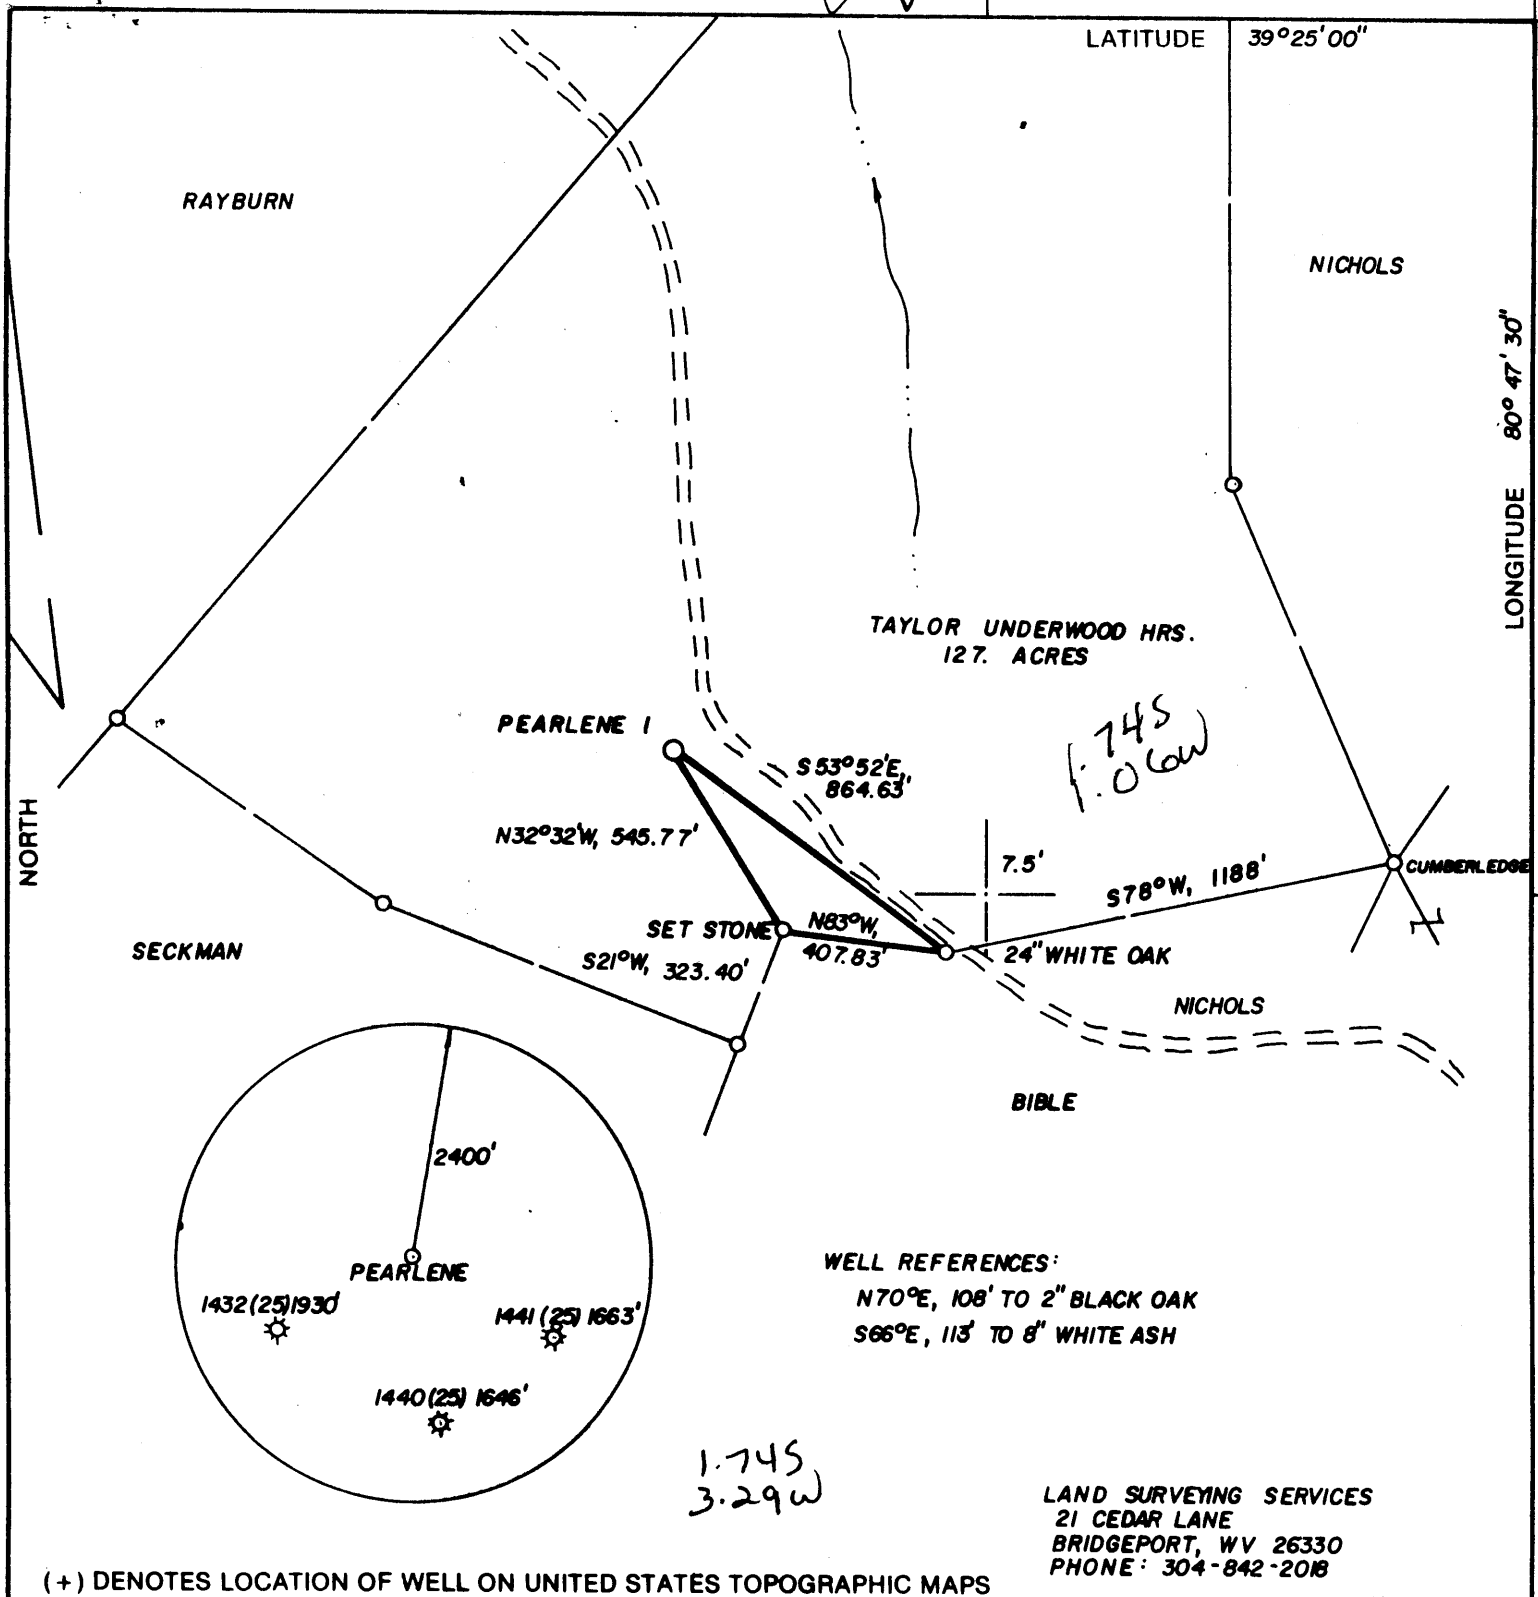 LATITUDE 39°25'00"
RAYBURN
NICHOLS
LONGITUDE 80° 47' 30"
TAYLOR UNDERWOOD HRS.
127. ACRES
PEARLENE 1
1.74S
1.06W
S53°52'E,
864.63'
NORTH
N32°32'W, 545.77'
7.5'
S78°W, 1188'
CUMBERLEDGE
SET STONE
N83°W,
407.83'
24" WHITE OAK
SECKMAN
S21°W, 323.40'
NICHOLS
BIBLE
2400'
PEARLENE
1432(25)1930'
1441(25)1663'
1440(25)1646'
WELL REFERENCES:
N70°E, 108' TO 2" BLACK OAK
S66°E, 113' TO 8" WHITE ASH
1.74S
3.29W
LAND SURVEYING SERVICES
21 CEDAR LANE
BRIDGEPORT, WV 26330
PHONE: 304-842-2018
(+) DENOTES LOCATION OF WELL ON UNITED STATES TOPOGRAPHIC MAPS